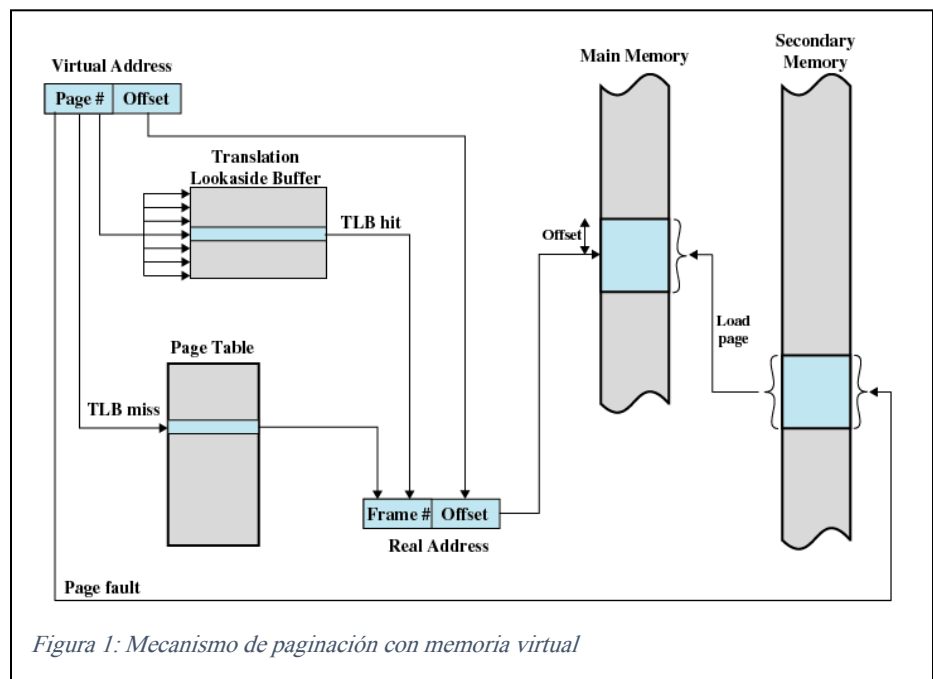 Secondary
Memory
Main Memory
Virtual Address
Page #
Offset
Translation
Lookaside Buffer
TLB hit
Offset
Load
page
Page Table
TLB miss
Frame #
Offset
Real Address
Page fault
Figura 1: Mecanismo de paginación con memoria virtual